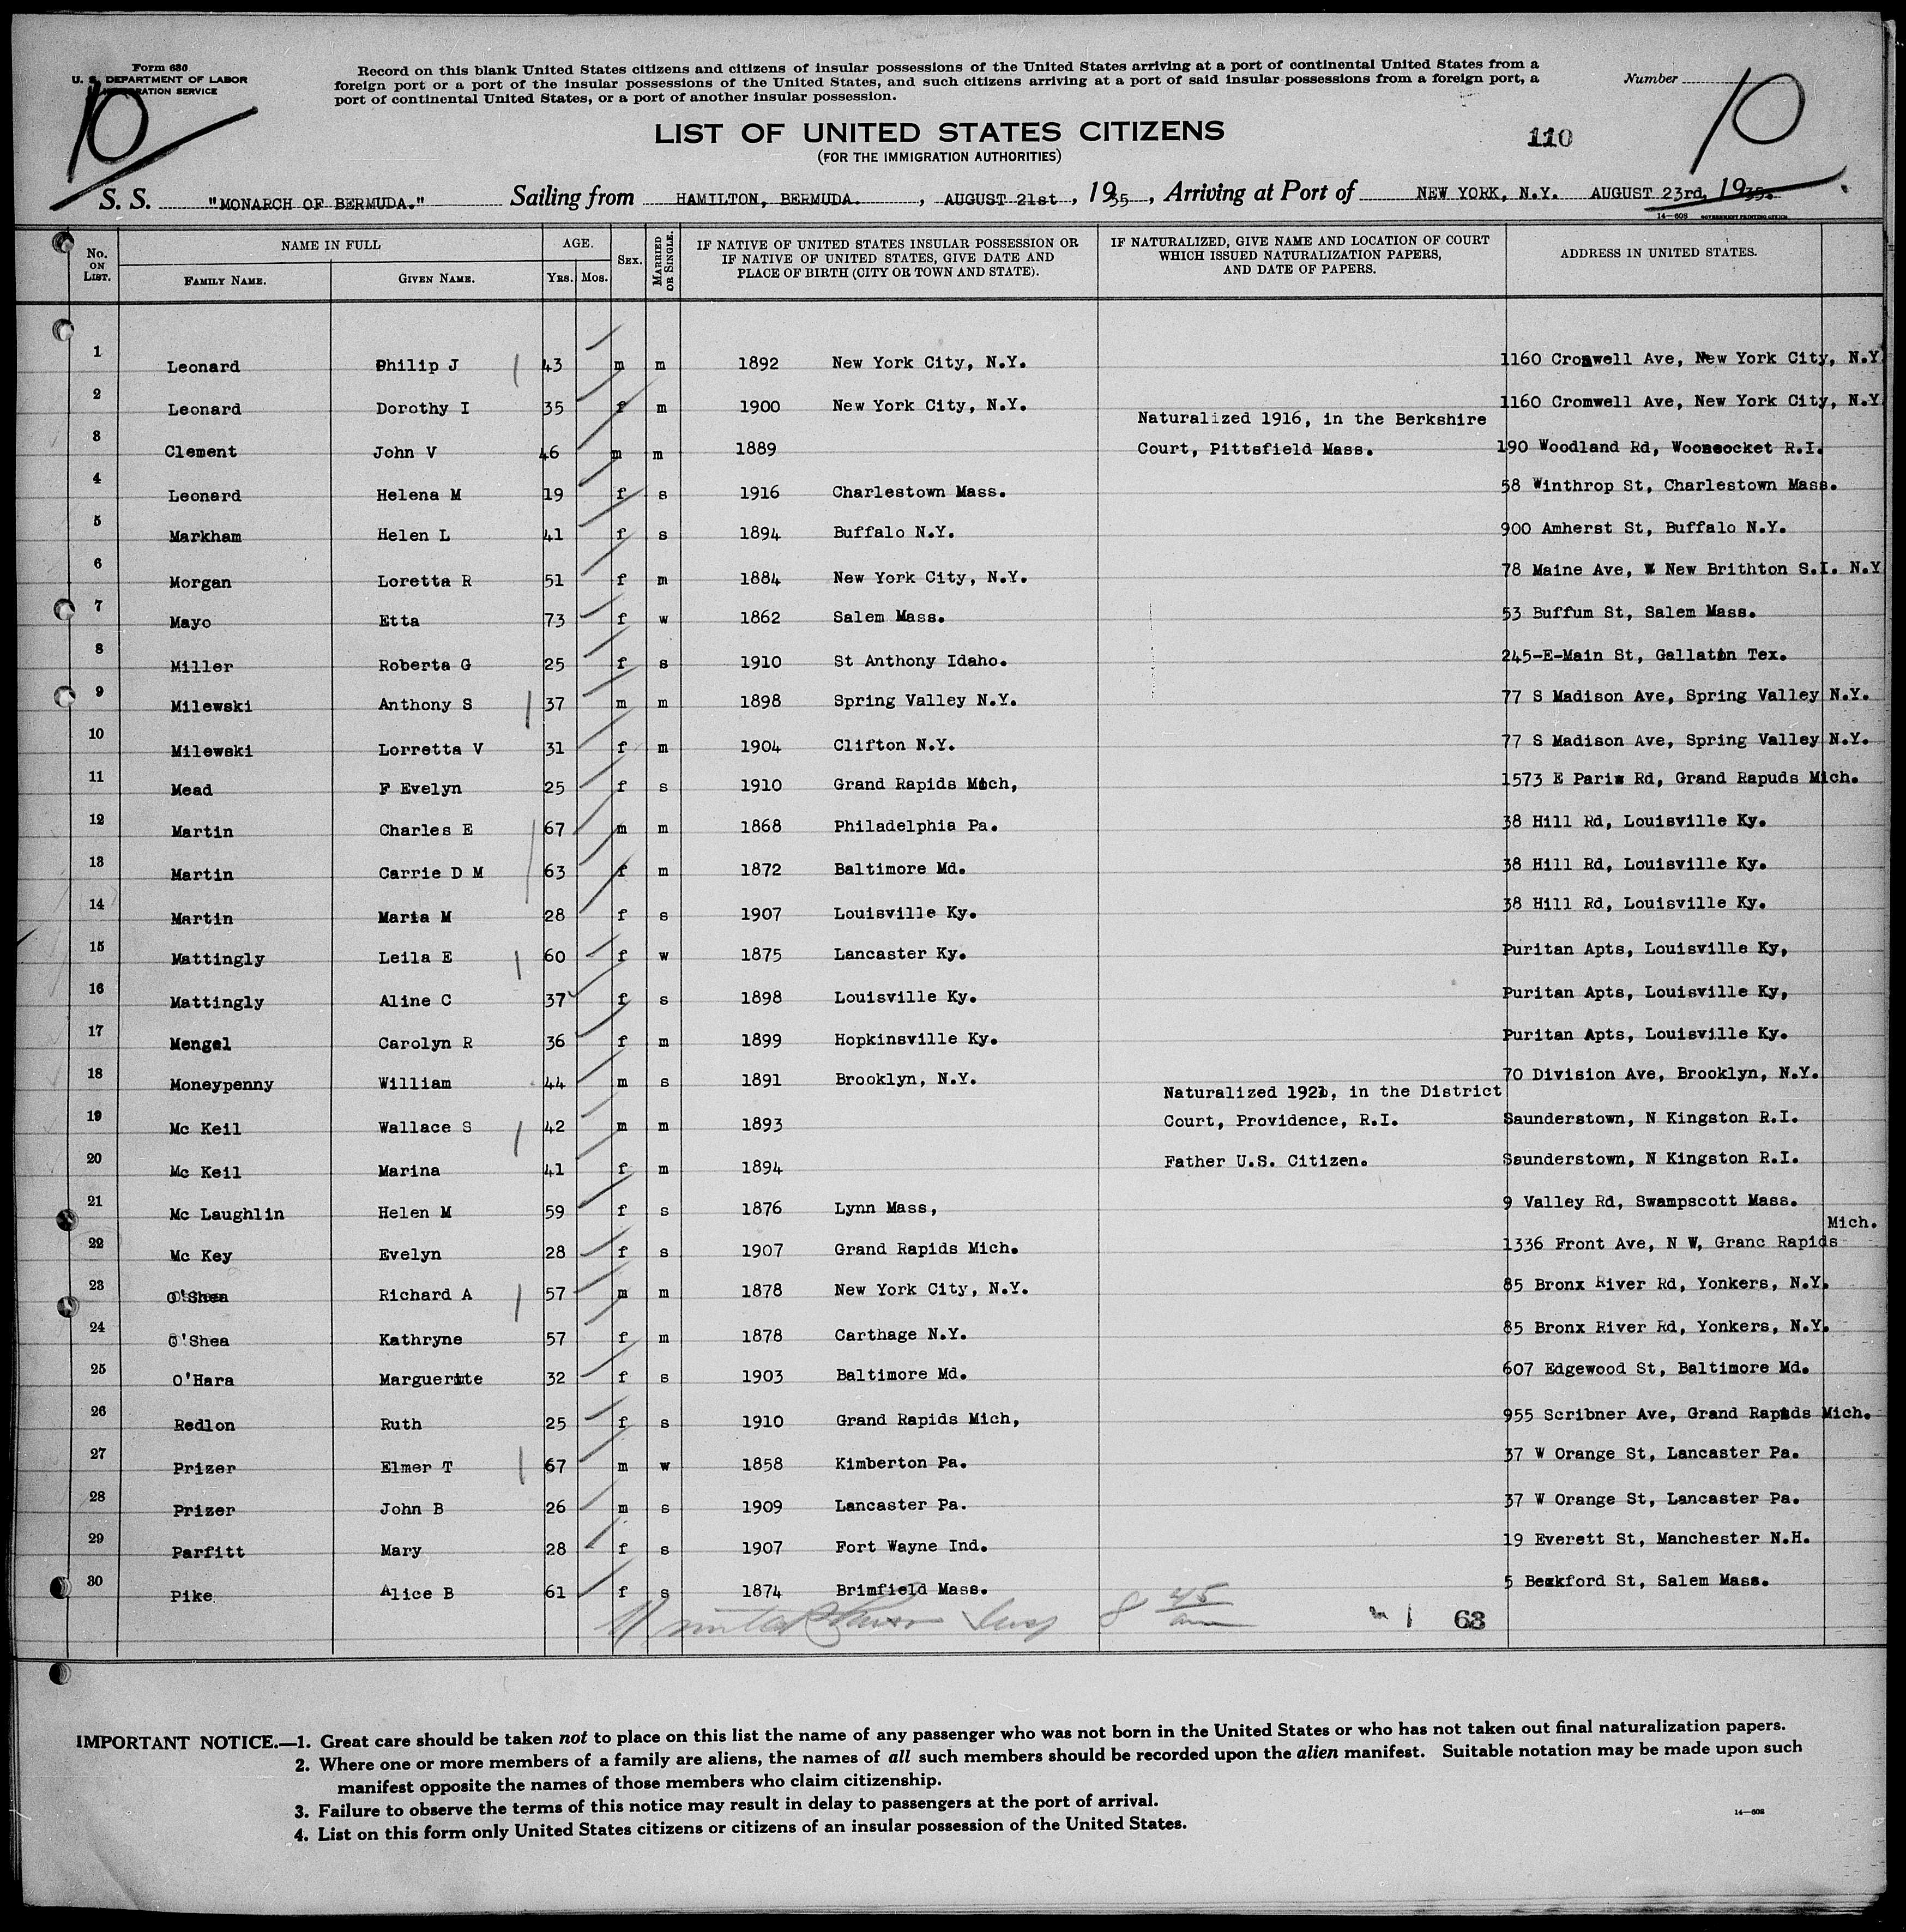 Form 630
U. S. DEPARTMENT OF LABOR
IMMIGRATION SERVICE
Record on this blank United States citizens and citizens of insular possessions of the United States arriving at a port of continental United States from a
foreign port or a port of the insular possessions of the United States, and such citizens arriving at a port of said insular possessions from a foreign port, a
port of continental United States, or a port of another insular possession.
Number
10
10
LIST OF UNITED STATES CITIZENS
(FOR THE IMMIGRATION AUTHORITIES)
110
S. S. "MONARCH OF BERMUDA." Sailing from HAMILTON, BERMUDA. , AUGUST 21st , 1935 , Arriving at Port of NEW YORK, N.Y. AUGUST 23rd, 1935.
14—608 GOVERNMENT PRINTING OFFICE
No. ON LIST. NAME IN FULL FAMILY NAME. GIVEN NAME. AGE. YRS. MOS. SEX. MARRIED OR SINGLE. IF NATIVE OF UNITED STATES INSULAR POSSESSION OR IF NATIVE OF UNITED STATES, GIVE DATE AND PLACE OF BIRTH (CITY OR TOWN AND STATE). IF NATURALIZED, GIVE NAME AND LOCATION OF COURT WHICH ISSUED NATURALIZATION PAPERS, AND DATE OF PAPERS. ADDRESS IN UNITED STATES.
1 Leonard Philip J 43 m m 1892 New York City, N.Y. 1160 Cromwell Ave, New York City, N.Y
2 Leonard Dorothy I 35 f m 1900 New York City, N.Y. 1160 Cromwell Ave, New York City, N.Y
Naturalized 1916, in the Berkshire
3 Clement John V 46 m m 1889 Court, Pittsfield Mass. 190 Woodland Rd, Woonsocket R.I.
4 Leonard Helena M 19 f s 1916 Charlestown Mass. 58 Winthrop St, Charlestown Mass.
5 Markham Helen L 41 f s 1894 Buffalo N.Y. 900 Amherst St, Buffalo N.Y.
6 Morgan Loretta R 51 f m 1884 New York City, N.Y. 78 Maine Ave, New Brithton S.I. N.Y
7 Mayo Etta 73 f w 1862 Salem Mass. 53 Buffum St, Salem Mass.
8 Miller Roberta G 25 f s 1910 St Anthony Idaho. 245-E-Main St, Gallatin Tex.
9 Milewski Anthony S 37 m m 1898 Spring Valley N.Y. 77 S Madison Ave, Spring Valley N.Y.
10 Milewski Lorretta V 31 f m 1904 Clifton N.Y. 77 S Madison Ave, Spring Valley N.Y.
11 Mead F Evelyn 25 f s 1910 Grand Rapids Mich, 1573 E Paris Rd, Grand Rapuds Mich.
12 Martin Charles E 67 m m 1868 Philadelphia Pa. 38 Hill Rd, Louisville Ky.
13 Martin Carrie D M 63 f m 1872 Baltimore Md. 38 Hill Rd, Louisville Ky.
14 Martin Maria M 28 f s 1907 Louisville Ky. 38 Hill Rd, Louisville Ky.
15 Mattingly Leila E 60 f w 1875 Lancaster Ky. Puritan Apts, Louisville Ky,
16 Mattingly Aline C 37 f s 1898 Louisville Ky. Puritan Apts, Louisville Ky,
17 Mengel Carolyn R 36 f m 1899 Hopkinsville Ky. Puritan Apts, Louisville Ky.
18 Moneypenny William 44 m s 1891 Brooklyn, N.Y. 70 Division Ave, Brooklyn, N.Y.
Naturalized 1921, in the District
19 Mc Keil Wallace S 42 m m 1893 Court, Providence, R.I. Saunderstown, N Kingston R.I.
20 Mc Keil Marina 41 f m 1894 Father U.S. Citizen. Saunderstown, N Kingston R.I.
21 Mc Laughlin Helen M 59 f s 1876 Lynn Mass, 9 Valley Rd, Swampscott Mass.
Mich.
22 Mc Key Evelyn 28 f s 1907 Grand Rapids Mich. 1336 Front Ave, N W, Granc Rapids
23 O'Shea Richard A 57 m m 1878 New York City, N.Y. 85 Bronx River Rd, Yonkers, N.Y.
24 O'Shea Kathryne 57 f m 1878 Carthage N.Y. 85 Bronx River Rd, Yonkers, N.Y.
25 O'Hara Marguerite 32 f s 1903 Baltimore Md. 607 Edgewood St, Baltimore Md.
26 Redlon Ruth 25 f s 1910 Grand Rapids Mich, 955 Scribner Ave, Grand Rapids Mich.
27 Prizer Elmer T 67 m w 1858 Kimberton Pa. 37 W Orange St, Lancaster Pa.
28 Prizer John B 26 m s 1909 Lancaster Pa. 37 W Orange St, Lancaster Pa.
29 Parfitt Mary 28 f s 1907 Fort Wayne Ind. 19 Everett St, Manchester N.H.
30 Pike Alice B 61 f s 1874 Brimfield Mass. 5 Beckford St, Salem Mass.
8 45 am 63
IMPORTANT NOTICE.—1. Great care should be taken not to place on this list the name of any passenger who was not born in the United States or who has not taken out final naturalization papers.
2. Where one or more members of a family are aliens, the names of all such members should be recorded upon the alien manifest. Suitable notation may be made upon such
manifest opposite the names of those members who claim citizenship.
3. Failure to observe the terms of this notice may result in delay to passengers at the port of arrival.
4. List on this form only United States citizens or citizens of an insular possession of the United States.
14—608